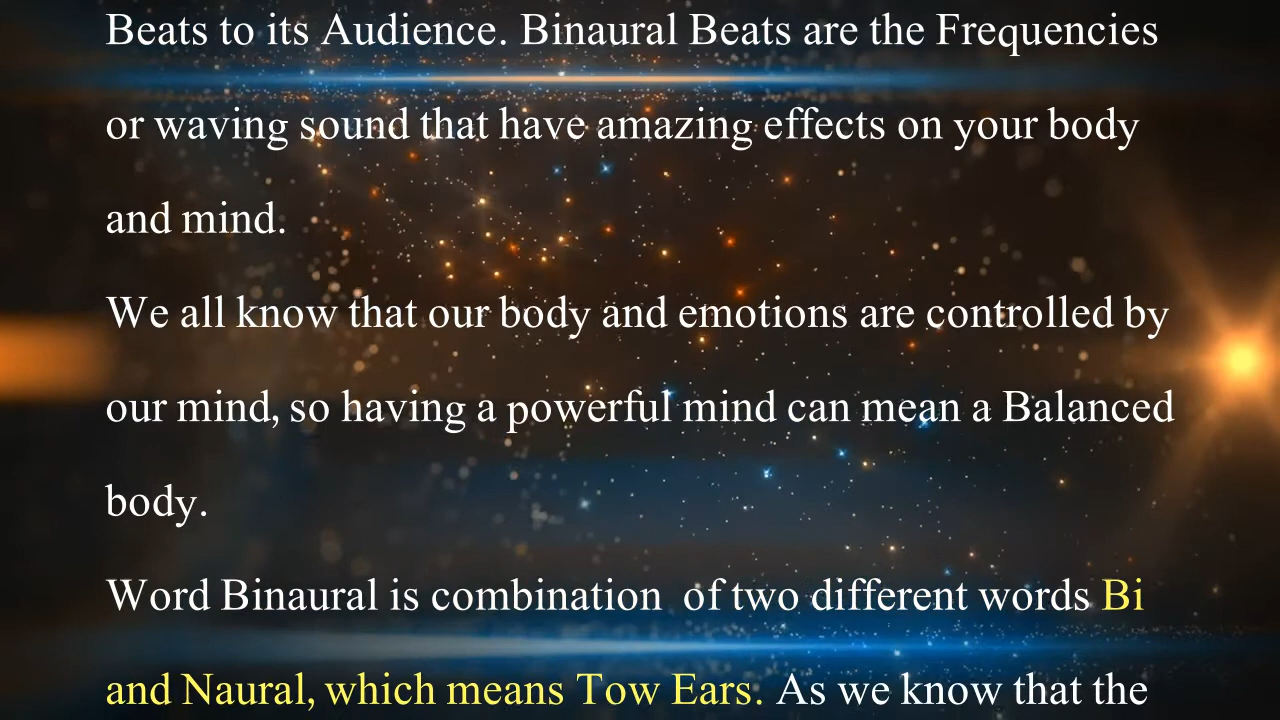 Beats to its Audience. Binaural Beats are the Frequencies
or waving sound that have amazing effects on your body
and mind.
We all know that our body and emotions are controlled by
our mind, so having a powerful mind can mean a Balanced
body.
Word Binaural is combination  of two different words Bi
and Naural, which means Tow Ears. As we know that the